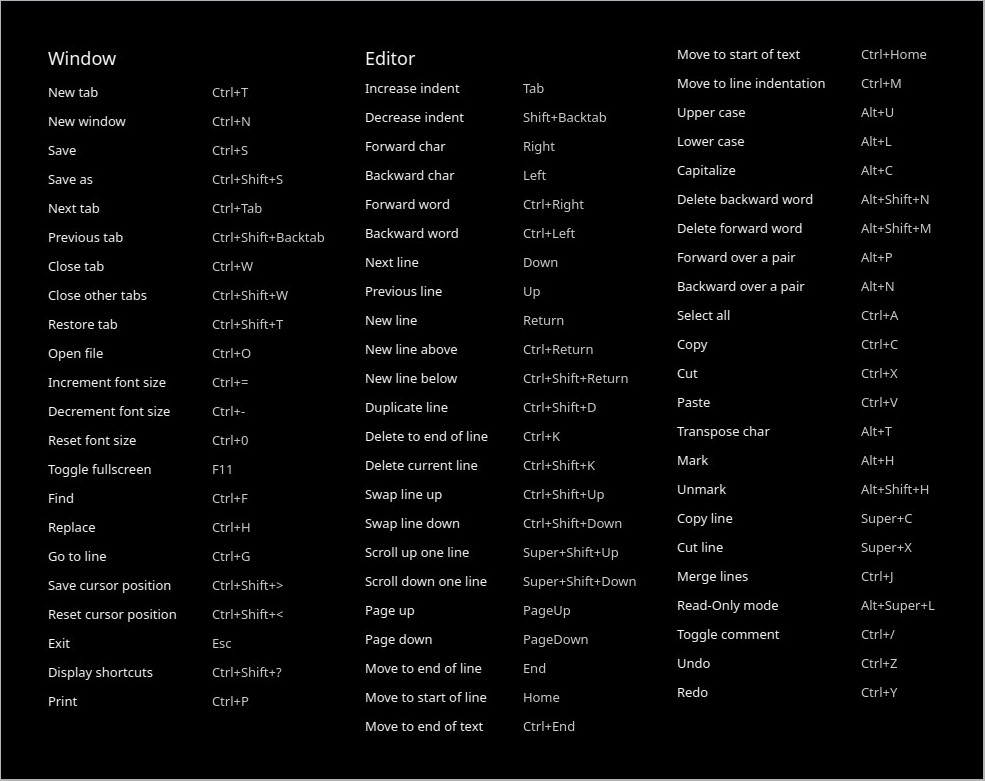 Window
New tab Ctrl+T
New window Ctrl+N
Save Ctrl+S
Save as Ctrl+Shift+S
Next tab Ctrl+Tab
Previous tab Ctrl+Shift+Backtab
Close tab Ctrl+W
Close other tabs Ctrl+Shift+W
Restore tab Ctrl+Shift+T
Open file Ctrl+O
Increment font size Ctrl+=
Decrement font size Ctrl+-
Reset font size Ctrl+0
Toggle fullscreen F11
Find Ctrl+F
Replace Ctrl+H
Go to line Ctrl+G
Save cursor position Ctrl+Shift+>
Reset cursor position Ctrl+Shift+<
Exit Esc
Display shortcuts Ctrl+Shift+?
Print Ctrl+P
Editor
Increase indent Tab
Decrease indent Shift+Backtab
Forward char Right
Backward char Left
Forward word Ctrl+Right
Backward word Ctrl+Left
Next line Down
Previous line Up
New line Return
New line above Ctrl+Return
New line below Ctrl+Shift+Return
Duplicate line Ctrl+Shift+D
Delete to end of line Ctrl+K
Delete current line Ctrl+Shift+K
Swap line up Ctrl+Shift+Up
Swap line down Ctrl+Shift+Down
Scroll up one line Super+Shift+Up
Scroll down one line Super+Shift+Down
Page up PageUp
Page down PageDown
Move to end of line End
Move to start of line Home
Move to end of text Ctrl+End
Move to start of text Ctrl+Home
Move to line indentation Ctrl+M
Upper case Alt+U
Lower case Alt+L
Capitalize Alt+C
Delete backward word Alt+Shift+N
Delete forward word Alt+Shift+M
Forward over a pair Alt+P
Backward over a pair Alt+N
Select all Ctrl+A
Copy Ctrl+C
Cut Ctrl+X
Paste Ctrl+V
Transpose char Alt+T
Mark Alt+H
Unmark Alt+Shift+H
Copy line Super+C
Cut line Super+X
Merge lines Ctrl+J
Read-Only mode Alt+Super+L
Toggle comment Ctrl+/
Undo Ctrl+Z
Redo Ctrl+Y